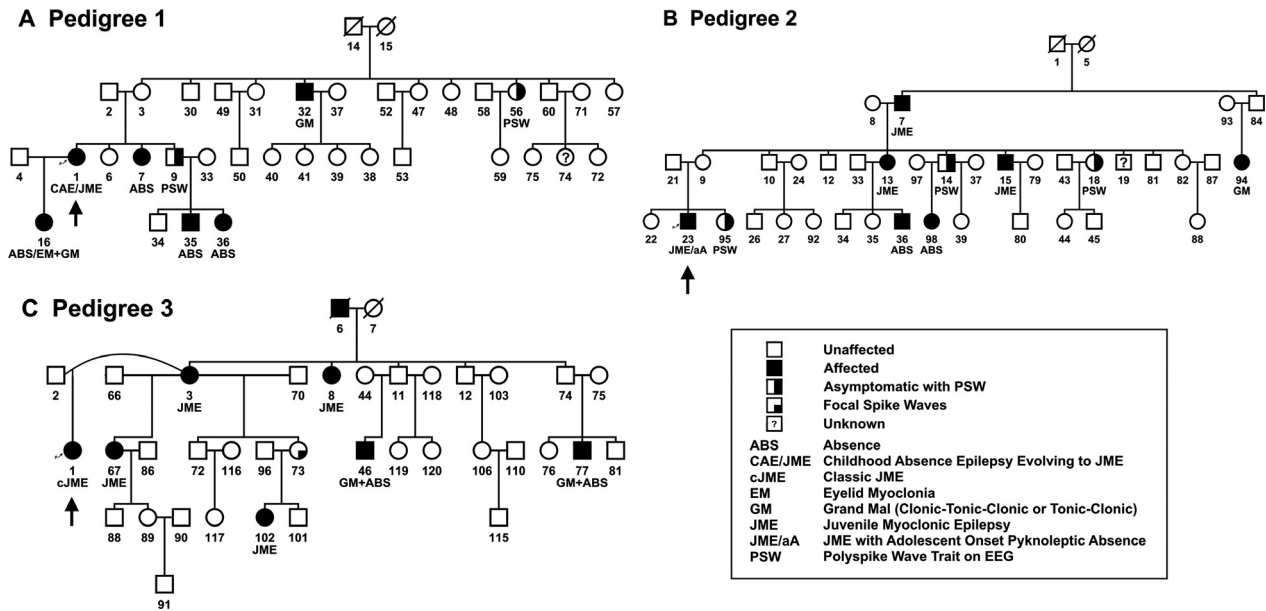 A Pedigree 1
14 15
2 3 30 49 31 32 37 52 47 48 58 56 60 71 57
GM PSW
4 1 6 7 9 33 50 40 41 39 38 53 59 75 ? 74 72
CAE/JME ABS PSW
16 34 35 36
ABS/EM+GM ABS ABS
B Pedigree 2
1 5
8 7 93 84
JME
21 9 10 24 12 33 13 97 14 37 15 79 43 18 ? 19 81 82 87 94
JME PSW JME PSW GM
22 23 95 26 27 92 34 35 36 98 39 80 44 45 88
JME/aA PSW ABS ABS
C Pedigree 3
6 7
2 66 3 70 8 44 11 118 12 103 74 75
JME JME
1 67 86 72 116 96 73 46 119 120 106 110 76 77 81
cJME JME GM+ABS GM+ABS
88 89 90 117 102 101 115
JME
91
Unaffected
Affected
Asymptomatic with PSW
Focal Spike Waves
? Unknown
ABS Absence
CAE/JME Childhood Absence Epilepsy Evolving to JME
cJME Classic JME
EM Eyelid Myoclonia
GM Grand Mal (Clonic-Tonic-Clonic or Tonic-Clonic)
JME Juvenile Myoclonic Epilepsy
JME/aA JME with Adolescent Onset Pyknoleptic Absence
PSW Polyspike Wave Trait on EEG